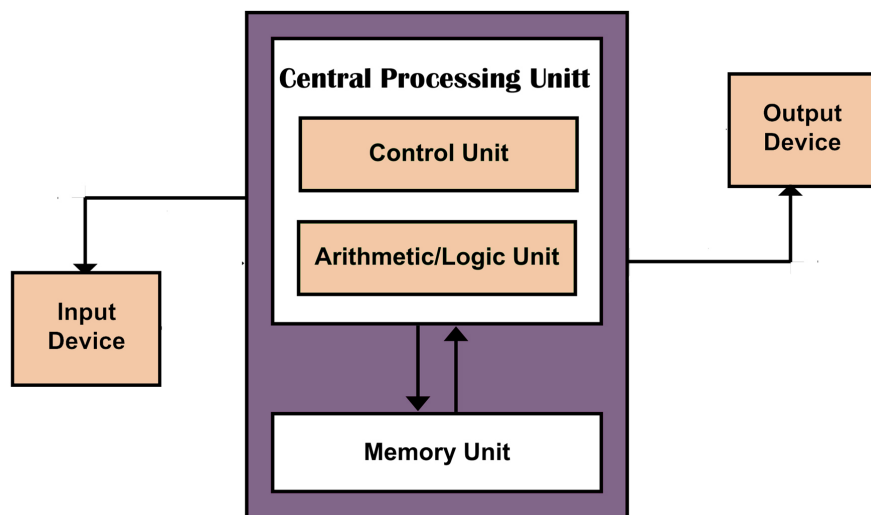 Central Processing Unitt
Control Unit
Arithmetic/Logic Unit
Memory Unit
Input
Device
Output
Device